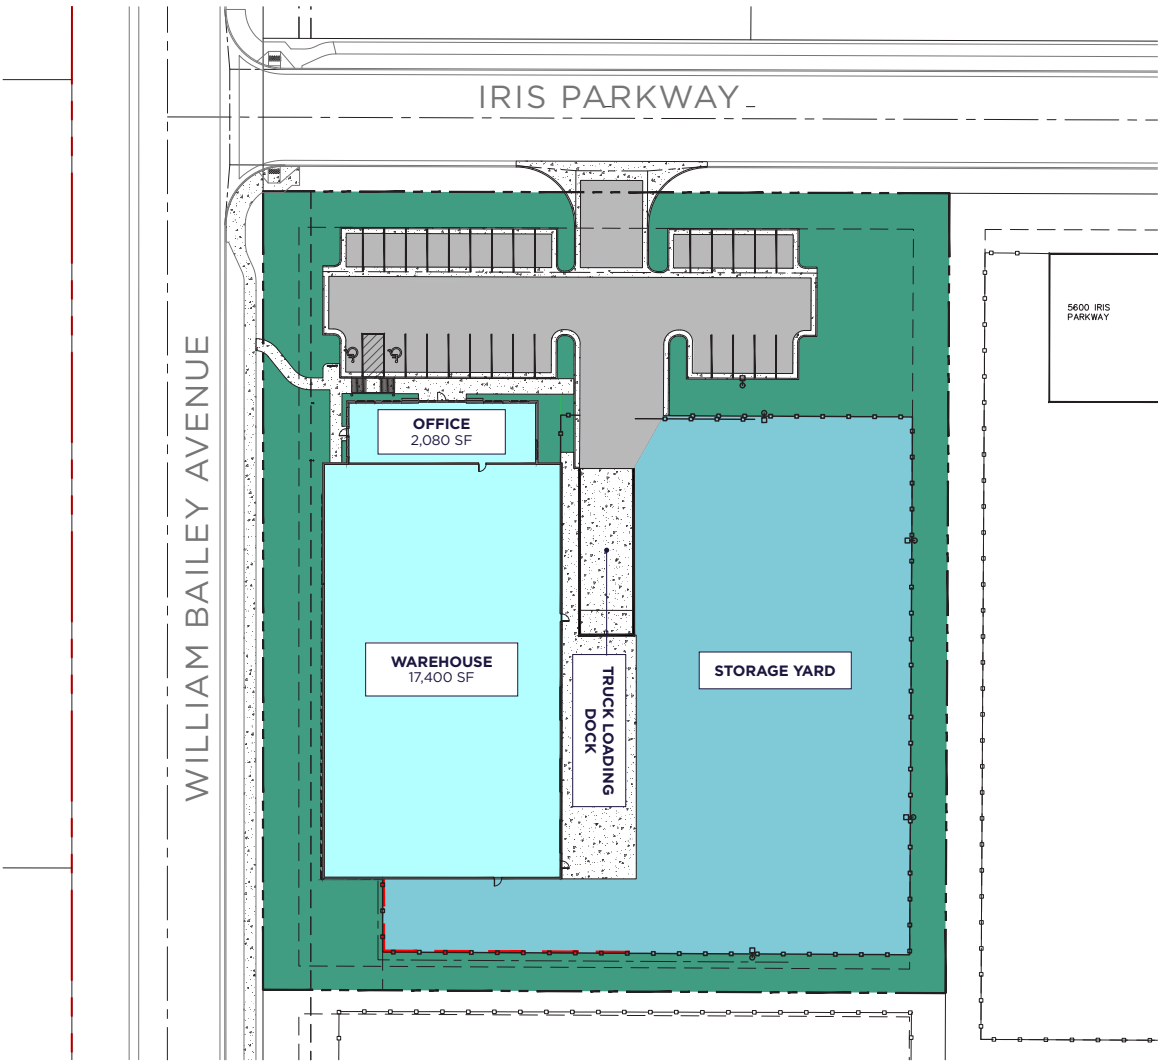 IRIS PARKWAY
5600 IRIS
PARKWAY
WILLIAM BAILEY AVENUE
OFFICE
2,080 SF
WAREHOUSE
17,400 SF
TRUCK LOADING
DOCK
STORAGE YARD